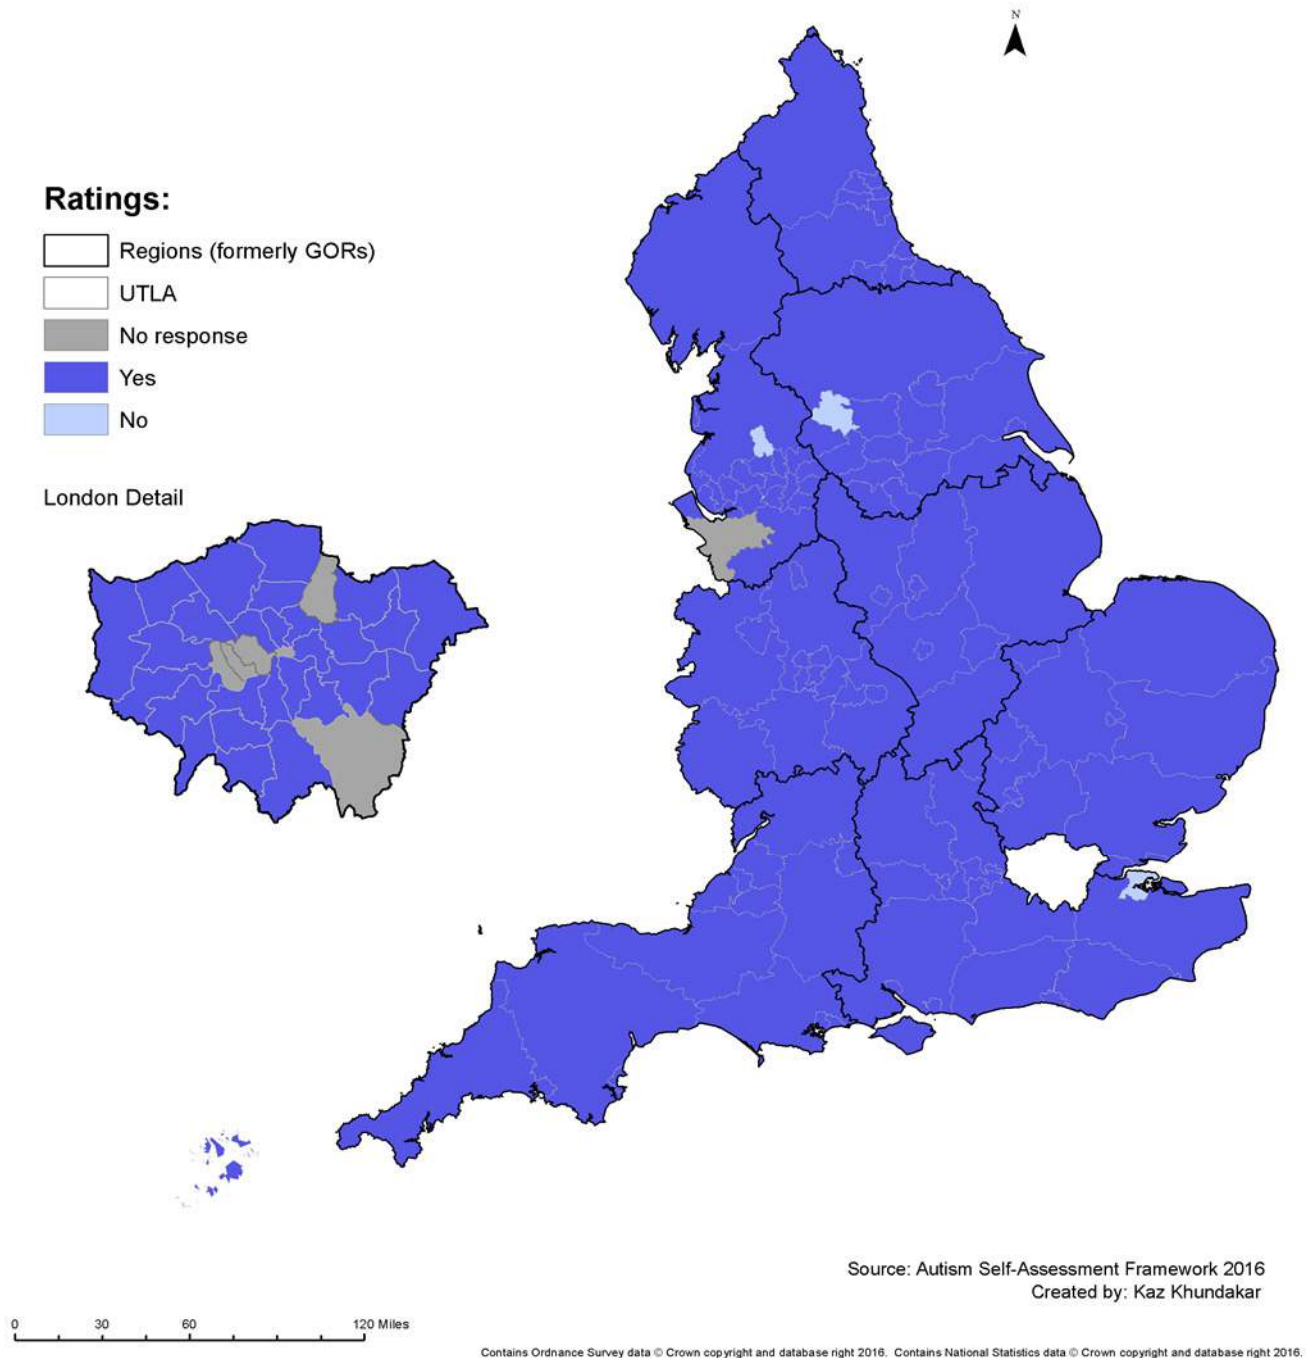 N
Ratings:
Regions (formerly GORs)
UTLA
No response
Yes
No
London Detail
Source: Autism Self-Assessment Framework 2016
Created by: Kaz Khundakar
0 30 60 120 Miles
Contains Ordnance Survey data © Crown copyright and database right 2016. Contains National Statistics data © Crown copyright and database right 2016.